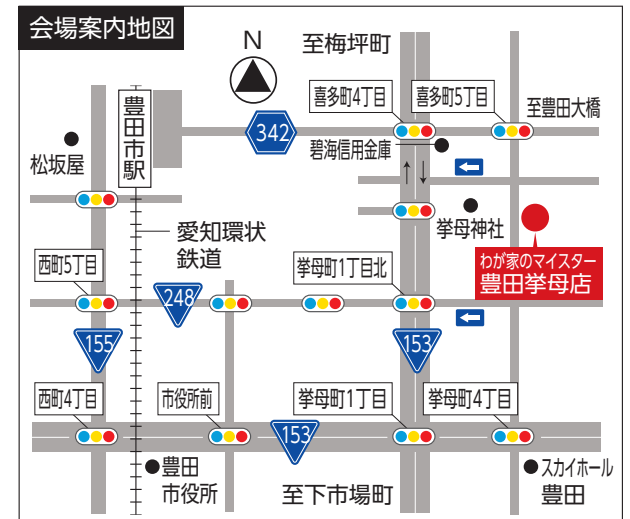 会場案内地図
N
至梅坪町
喜多町4丁目
喜多町5丁目
至豊田大橋
豊田市駅
342
碧海信用金庫
松坂屋
挙母神社
愛知環状
鉄道
わが家のマイスター
豊田挙母店
西町5丁目
挙母町1丁目北
248
155
153
西町4丁目
市役所前
挙母町1丁目
挙母町4丁目
153
豊田
市役所
至下市場町
スカイホール
豊田